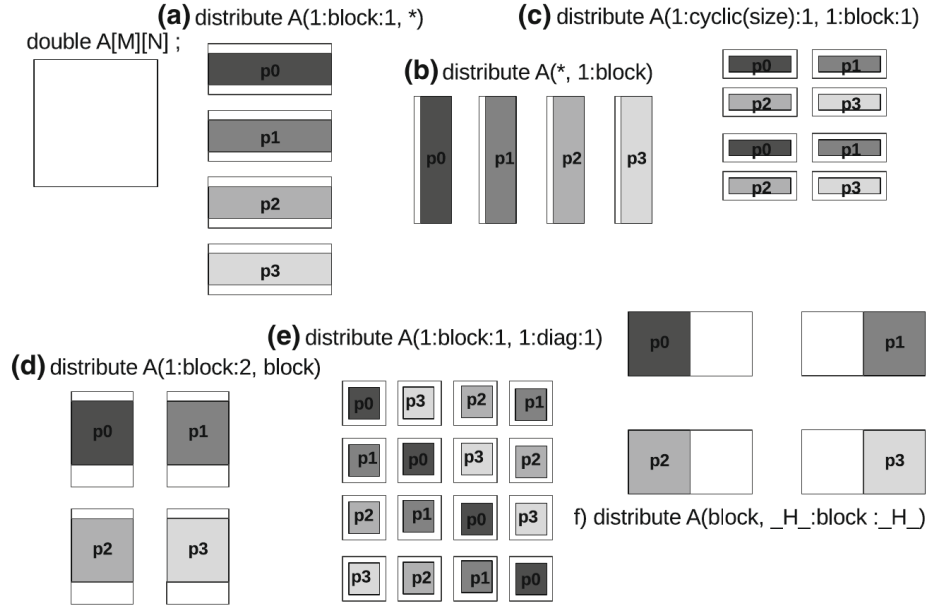 double A[M][N] ;
(a) distribute A(1:block:1, *)
p0
p1
p2
p3
(b) distribute A(*, 1:block)
p0 p1 p2 p3
(c) distribute A(1:cyclic(size):1, 1:block:1)
p0 p1
p2 p3
p0 p1
p2 p3
(d) distribute A(1:block:2, block)
p0 p1
p2 p3
(e) distribute A(1:block:1, 1:diag:1)
p0 p3 p2 p1
p1 p0 p3 p2
p2 p1 p0 p3
p3 p2 p1 p0
p0 p1
p2 p3
f) distribute A(block, _H_:block :_H_)